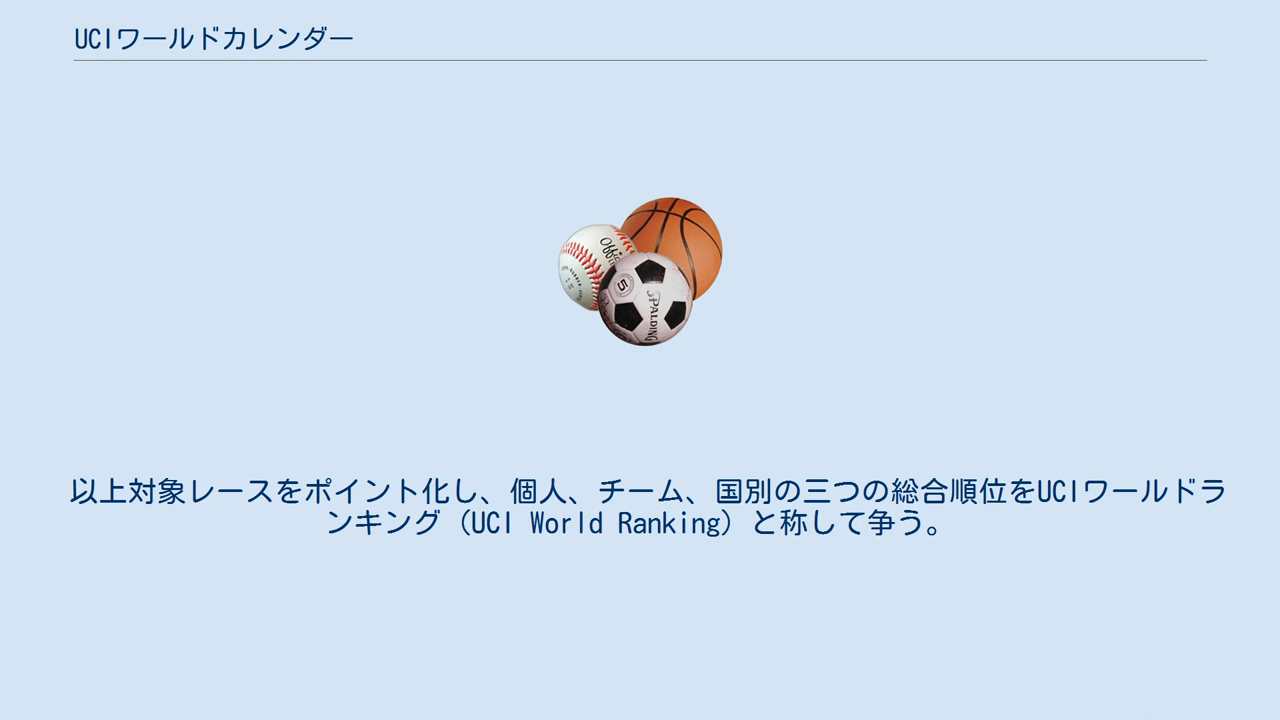 UCIワールドカレンダー
Offici
5
SPALDING
以上対象レースをポイント化し、個人、チーム、国別の三つの総合順位をUCIワールドラ
ンキング（UCI World Ranking）と称して争う。